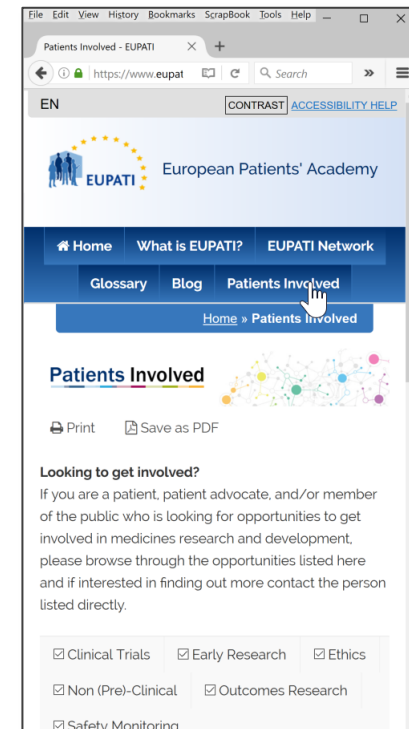 File Edit View History Bookmarks ScrapBook Tools Help
Patients Involved - EUPATI
https://www.eupat Search
EN CONTRAST ACCESSIBILITY HELP
EUPATI European Patients' Academy
Home What is EUPATI? EUPATI Network
Glossary Blog Patients Involved
Home » Patients Involved
Patients Involved
Print Save as PDF
Looking to get involved?
If you are a patient, patient advocate, and/or member
of the public who is looking for opportunities to get
involved in medicines research and development,
please browse through the opportunities listed here
and if interested in finding out more contact the person
listed directly.
Clinical Trials Early Research Ethics
Non (Pre)-Clinical Outcomes Research
Safety Monitoring